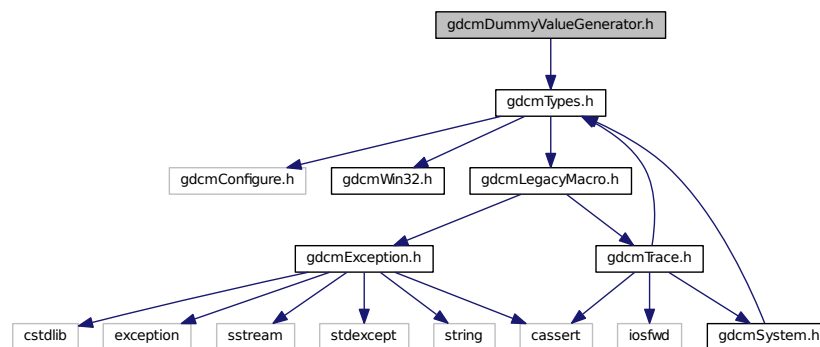 gdcmDummyValueGenerator.h
gdcmTypes.h
gdcmConfigure.h
gdcmWin32.h
gdcmLegacyMacro.h
gdcmException.h
gdcmTrace.h
cstdlib
exception
sstream
stdexcept
string
cassert
iosfwd
gdcmSystem.h